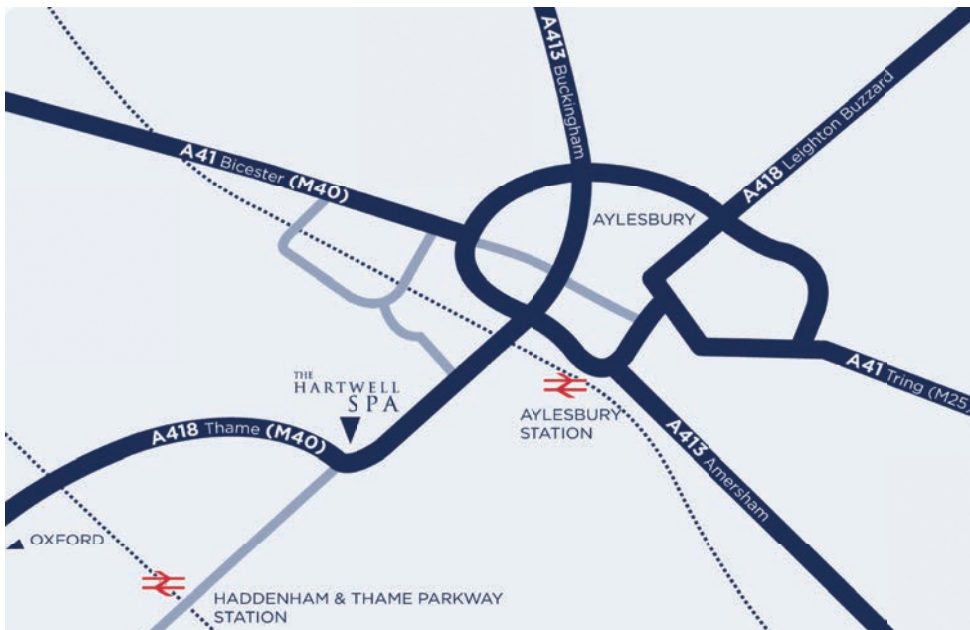 A413 Buckingham
A418 Leighton Buzzard
A41 Bicester (M40)
AYLESBURY
THE
HARTWELL
SPA
A41 Tring (M25)
AYLESBURY
STATION
A418 Thame (M40)
A413 Amersham
OXFORD
HADDENHAM & THAME PARKWAY
STATION